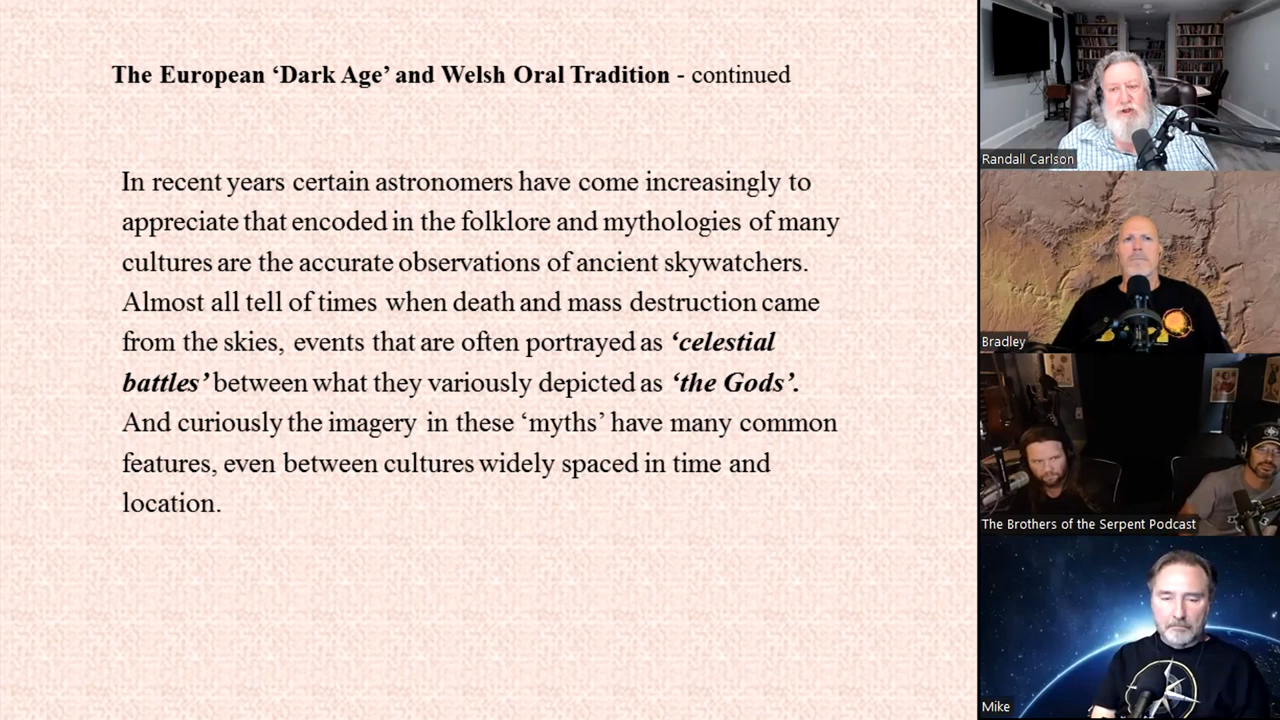 The European ‘Dark Age’ and Welsh Oral Tradition - continued
In recent years certain astronomers have come increasingly to
appreciate that encoded in the folklore and mythologies of many
cultures are the accurate observations of ancient skywatchers.
Almost all tell of times when death and mass destruction came
from the skies, events that are often portrayed as ‘celestial
battles’ between what they variously depicted as ‘the Gods’.
And curiously the imagery in these ‘myths’ have many common
features, even between cultures widely spaced in time and
location.
Randall Carlson
Bradley
The Brothers of the Serpent Podcast
Mike